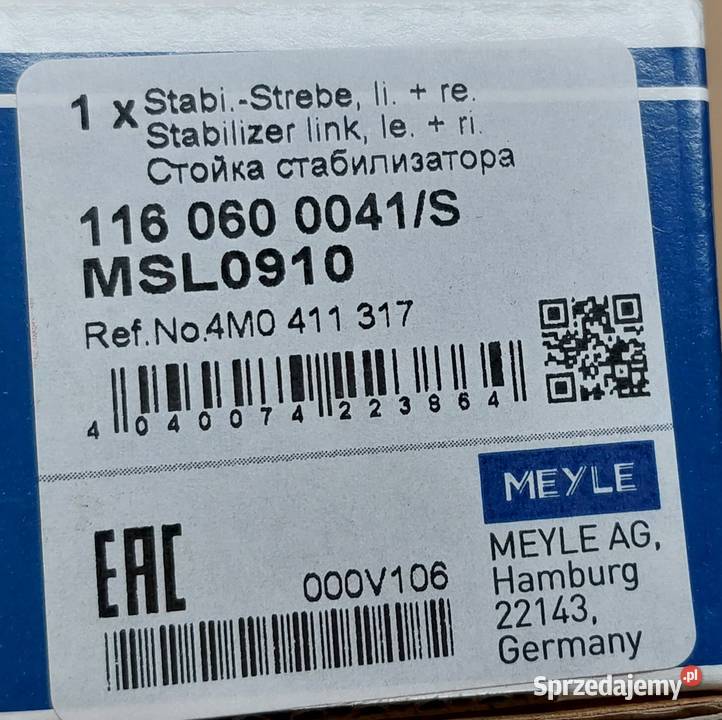 1 x Stabi.-Strebe, li. + re.
Stabilizer link, le. + ri.
Стойка стабилизатора
116 060 0041/S
MSL0910
Ref.No.4M0 411 317
4 040074 223864
MEYLE
EAC
000V106
MEYLE AG,
Hamburg
22143,
Germany
Sprzedajemy.pl